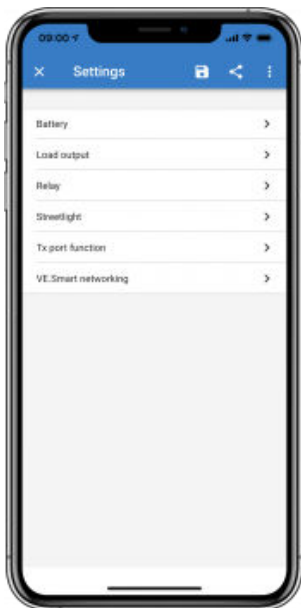 09:00
Settings
Battery
Load output
Relay
Streetlight
Tx port function
VE.Smart networking